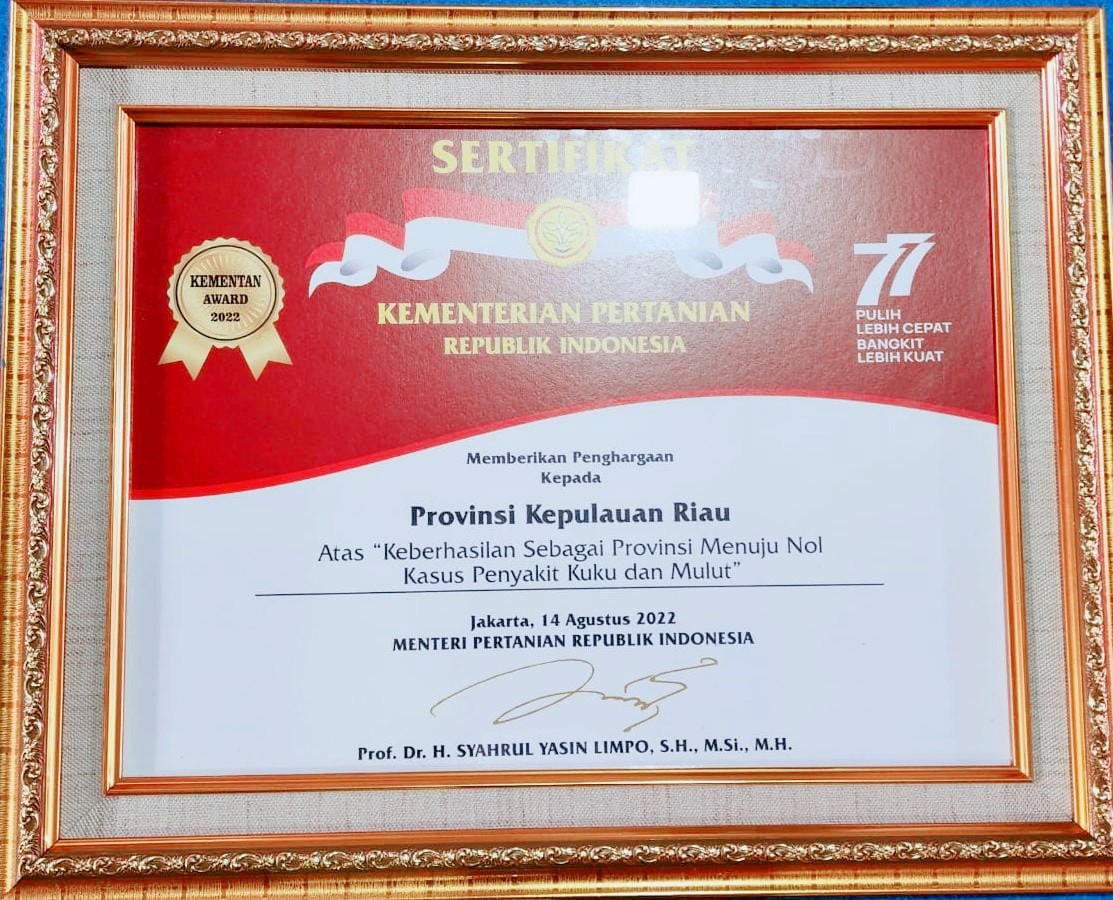 SERTIFIKAT
KEMENTAN
AWARD
2022
KEMENTERIAN PERTANIAN
REPUBLIK INDONESIA
77
PULIH
LEBIH CEPAT
BANGKIT
LEBIH KUAT
Memberikan Penghargaan
Kepada
Provinsi Kepulauan Riau
Atas “Keberhasilan Sebagai Provinsi Menuju Nol
Kasus Penyakit Kuku dan Mulut”
Jakarta, 14 Agustus 2022
MENTERI PERTANIAN REPUBLIK INDONESIA
Prof. Dr. H. SYAHRUL YASIN LIMPO, S.H., M.Si., M.H.